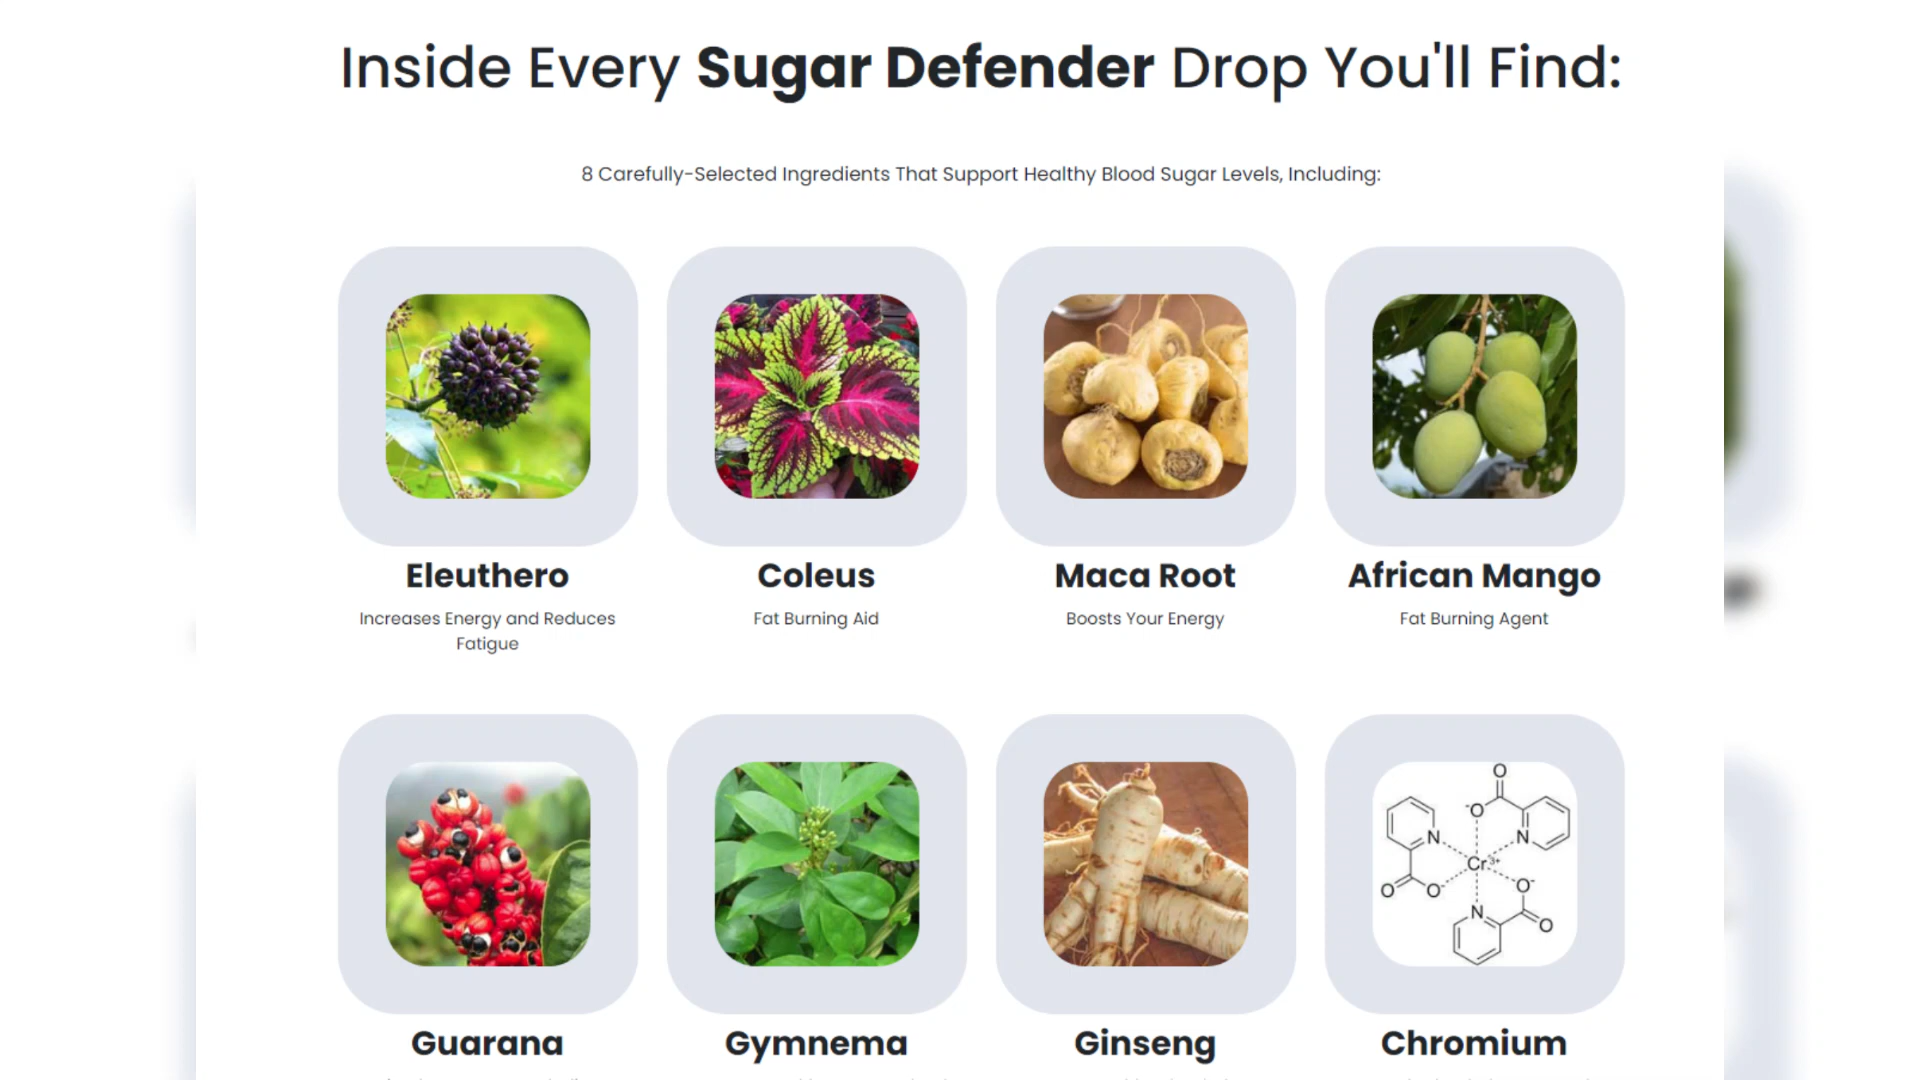 Inside Every Sugar Defender Drop You'll Find:
8 Carefully-Selected Ingredients That Support Healthy Blood Sugar Levels, Including:
Eleuthero
Coleus
Maca Root
African Mango
Increases Energy and Reduces
Fatigue
Fat Burning Aid
Boosts Your Energy
Fat Burning Agent
O
-O
N
N
Cr3+
O
O-
O-
N
O
Guarana
Gymnema
Ginseng
Chromium